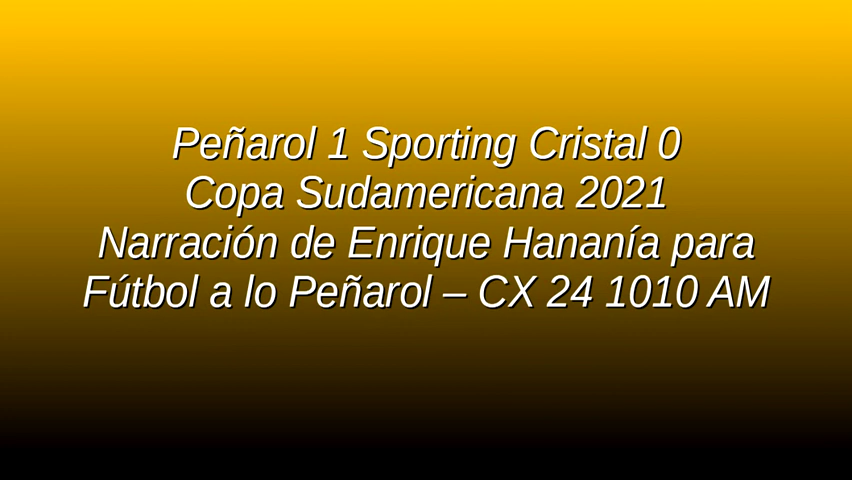 Peñarol 1 Sporting Cristal 0
Copa Sudamericana 2021
Narración de Enrique Hananía para
Fútbol a lo Peñarol – CX 24 1010 AM